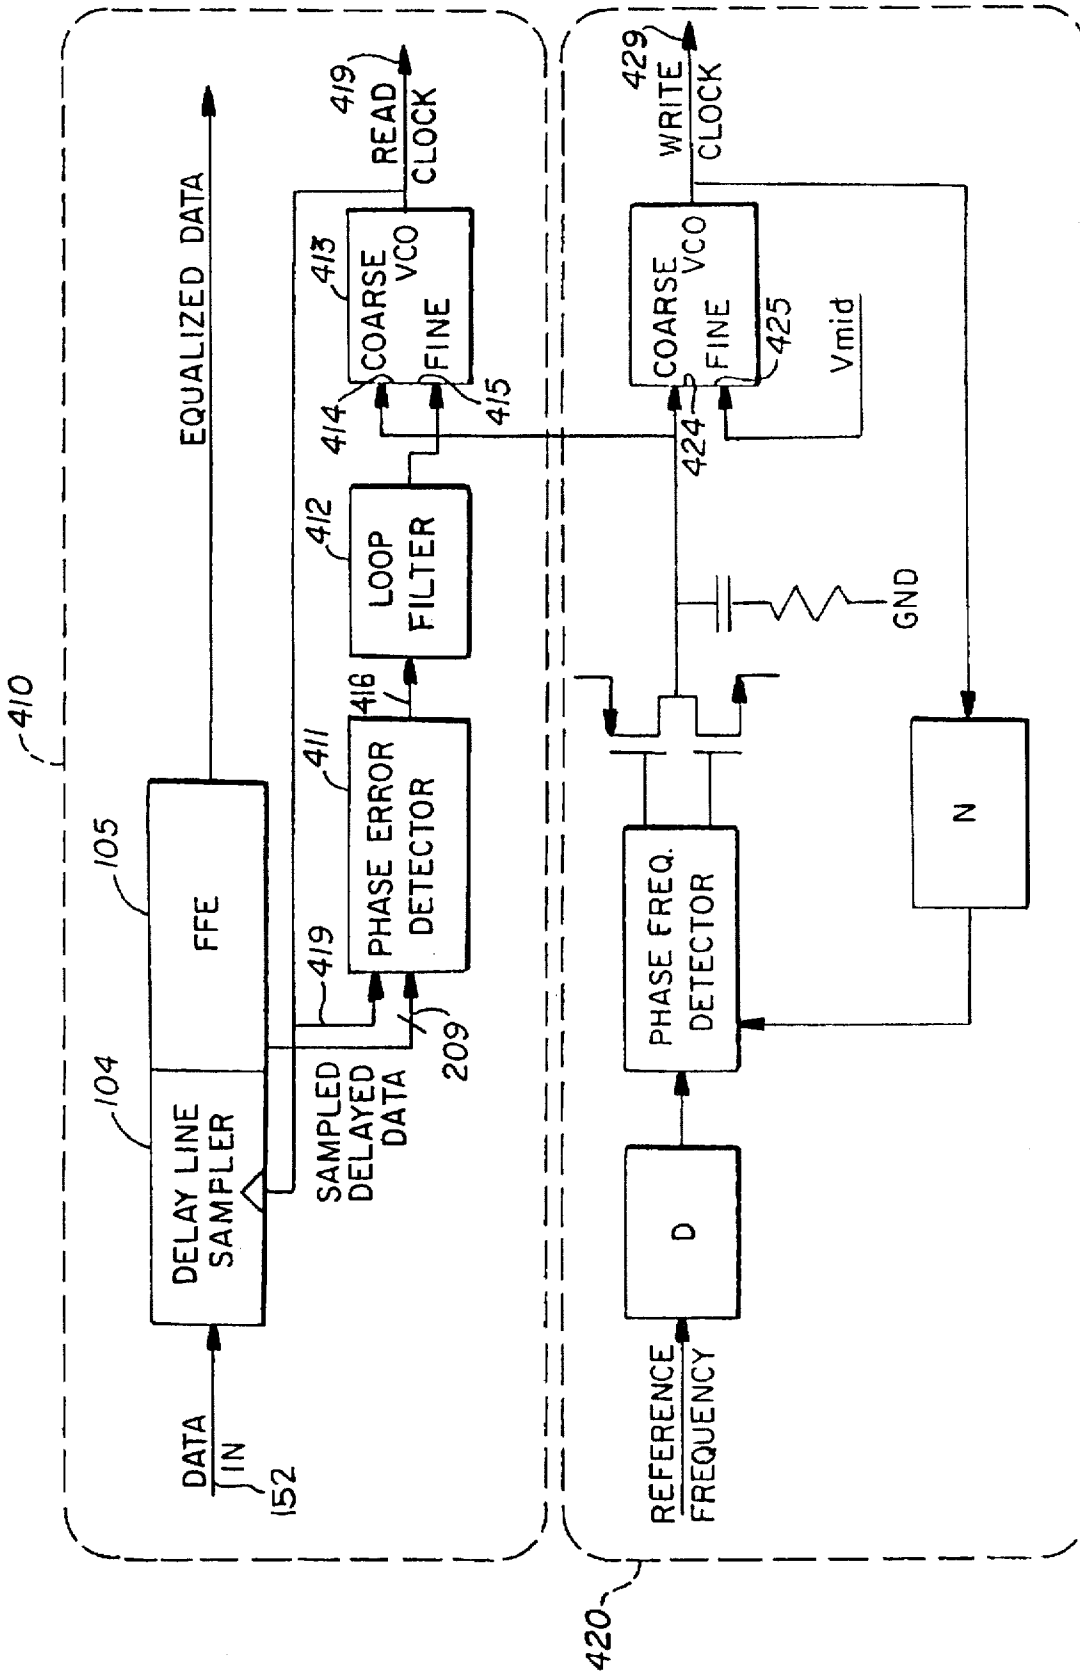 410
104
105
DATA
IN
152
DELAY LINE
SAMPLER
FFE
EQUALIZED DATA
SAMPLED
DELAYED
DATA
419
209
411
PHASE ERROR
DETECTOR
416
412
LOOP
FILTER
414
415
413
COARSE
VCO
FINE
419
READ
CLOCK
420
REFERENCE
FREQUENCY
D
PHASE FREQ.
DETECTOR
GND
N
424
COARSE
VCO
FINE
425
Vmid
429
WRITE
CLOCK